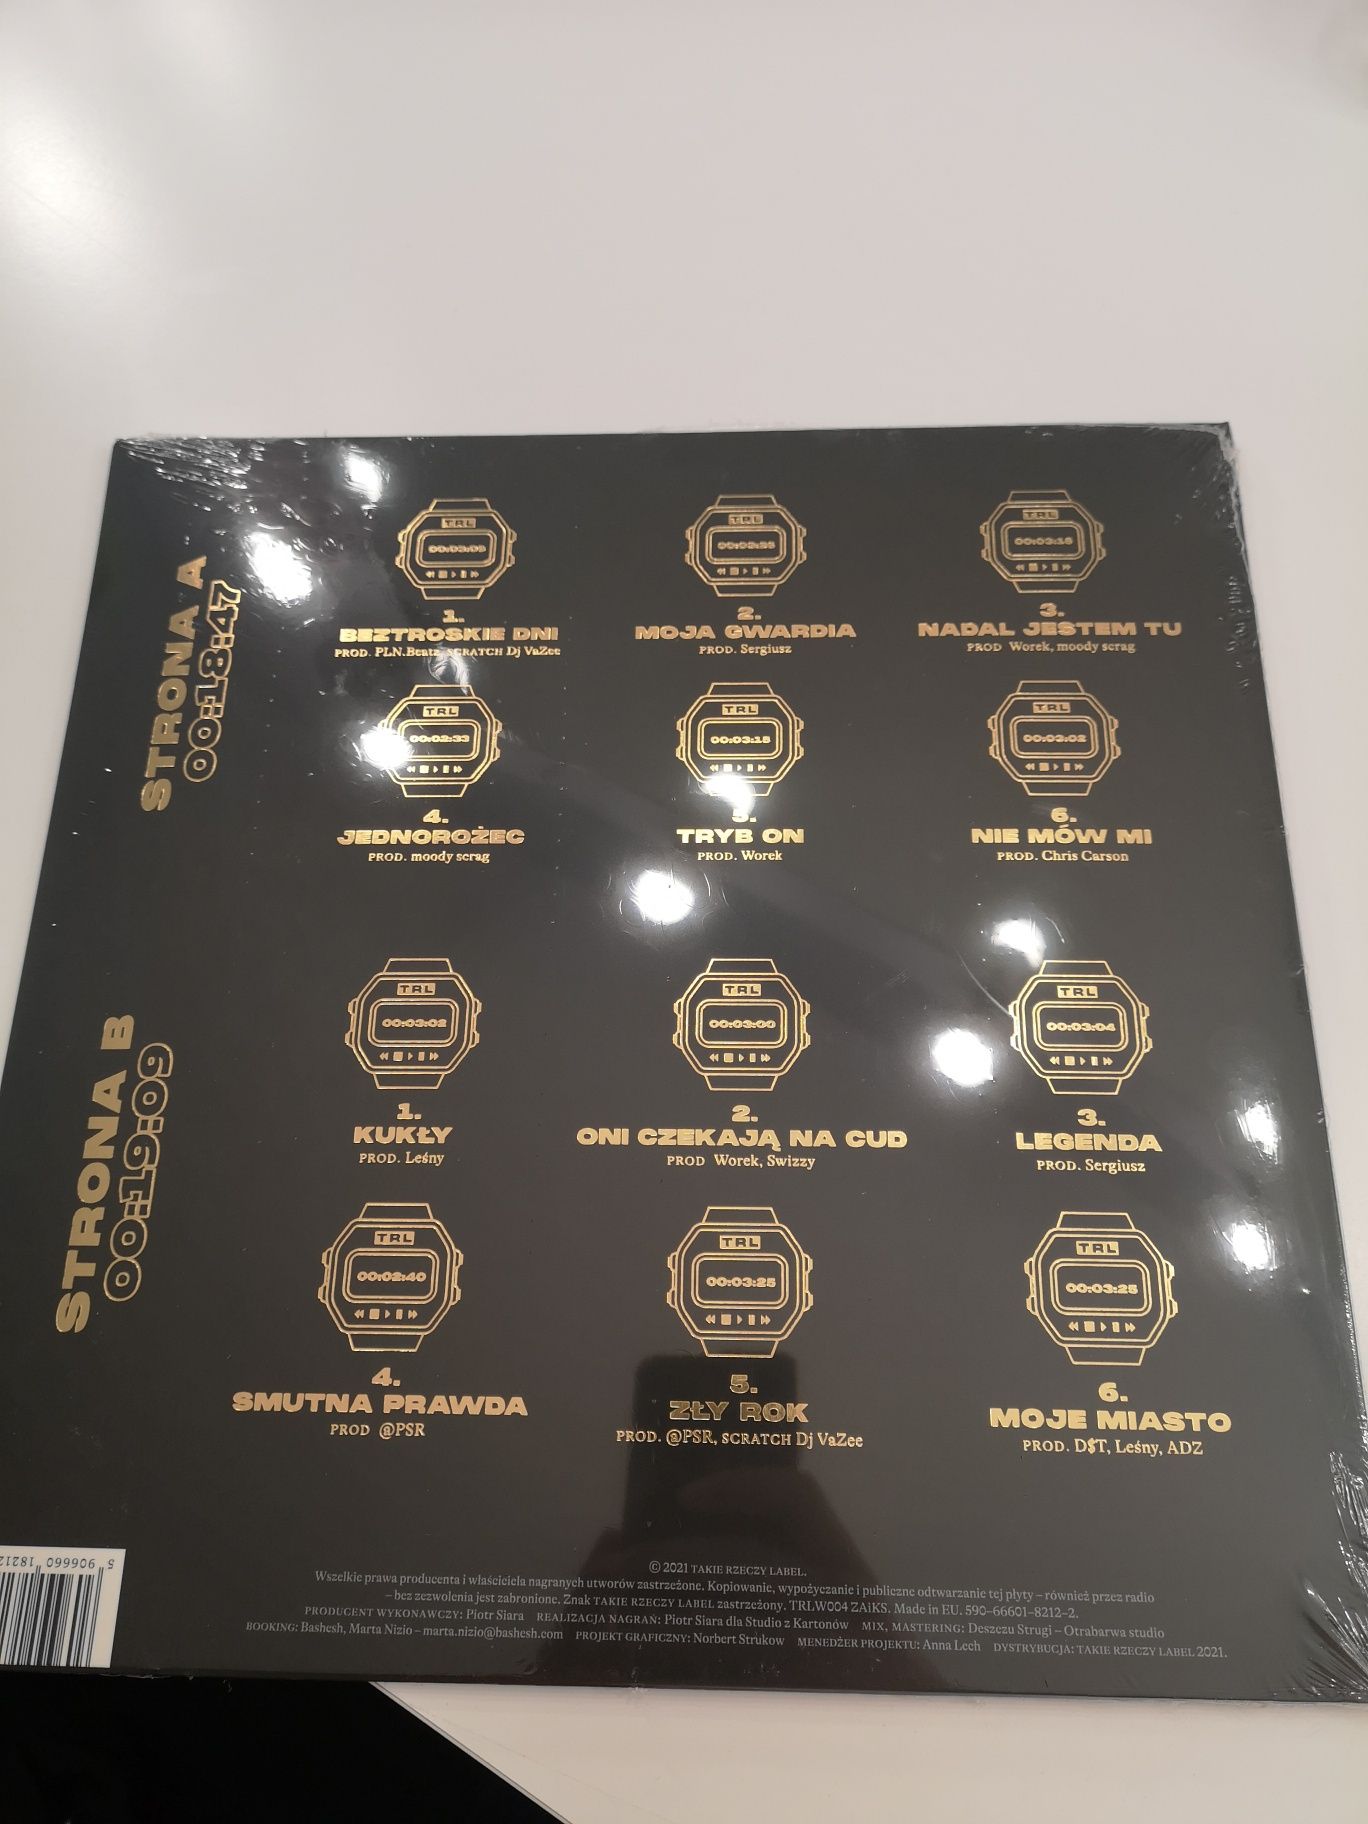 STRONA A
00:18:47
TRL
00:03:25
1.
BEZTROSKIE DNI
PROD. PLN.Beatz, SCRATCH Dj VaZee
TRL
2.
MOJA GWARDIA
PROD. Sergiusz
TRL
00:03:15
3.
NADAL JESTEM TU
PROD Worek, moody scrag
TRL
00:02:33
4.
JEDNOROŻEC
PROD. moody scrag
TRL
00:03:15
5.
TRYB ON
PROD. Worek
TRL
00:03:02
6.
NIE MÓW MI
PROD. Chris Carson
STRONA B
00:19:09
TRL
00:03:02
1.
KUKŁY
PROD. Leśny
TRL
00:03:00
2.
ONI CZEKAJĄ NA CUD
PROD Worek, Swizzy
TRL
00:03:04
3.
LEGENDA
PROD. Sergiusz
TRL
00:02:40
4.
SMUTNA PRAWDA
PROD @PSR
TRL
00:03:25
5.
ZŁY ROK
PROD. @PSR, SCRATCH Dj VaZee
TRL
00:03:25
6.
MOJE MIASTO
PROD. D$T, Leśny, ADZ
5 906660 18212
© 2021 TAKIE RZECZY LABEL.
Wszelkie prawa producenta i właściciela nagranych utworów zastrzeżone. Kopiowanie, wypożyczanie i publiczne odtwarzanie tej płyty – również przez radio
– bez zezwolenia jest zabronione. Znak TAKIE RZECZY LABEL zastrzeżony. TRLW004 ZAiKS. Made in EU. 590-66601-8212-2.
PRODUCENT WYKONAWCZY: Piotr Siara REALIZACJA NAGRAŃ: Piotr Siara dla Studio z Kartonów MIX, MASTERING: Deszczu Strugi – Otrabarwa studio
BOOKING: Bashesh, Marta Nizio – marta.nizio@bashesh.com PROJEKT GRAFICZNY: Norbert Strukow MENEDŻER PROJEKTU: Anna Lech DYSTRYBUCJA: TAKIE RZECZY LABEL 2021.